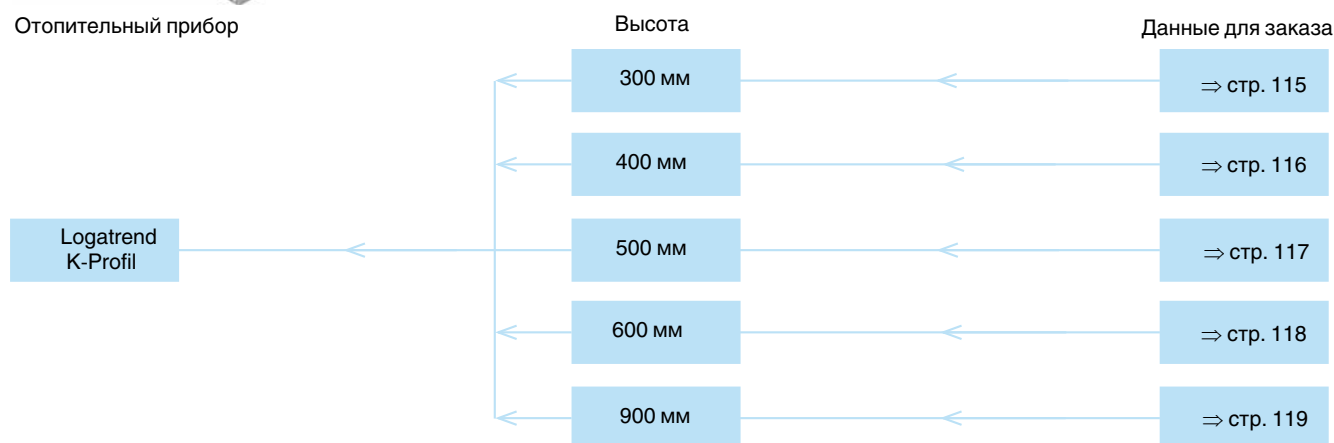 Отопительный прибор
Высота
Данные для заказа
300 мм
⇒ стр. 115
400 мм
⇒ стр. 116
Logatrend
K-Profil
500 мм
⇒ стр. 117
600 мм
⇒ стр. 118
900 мм
⇒ стр. 119